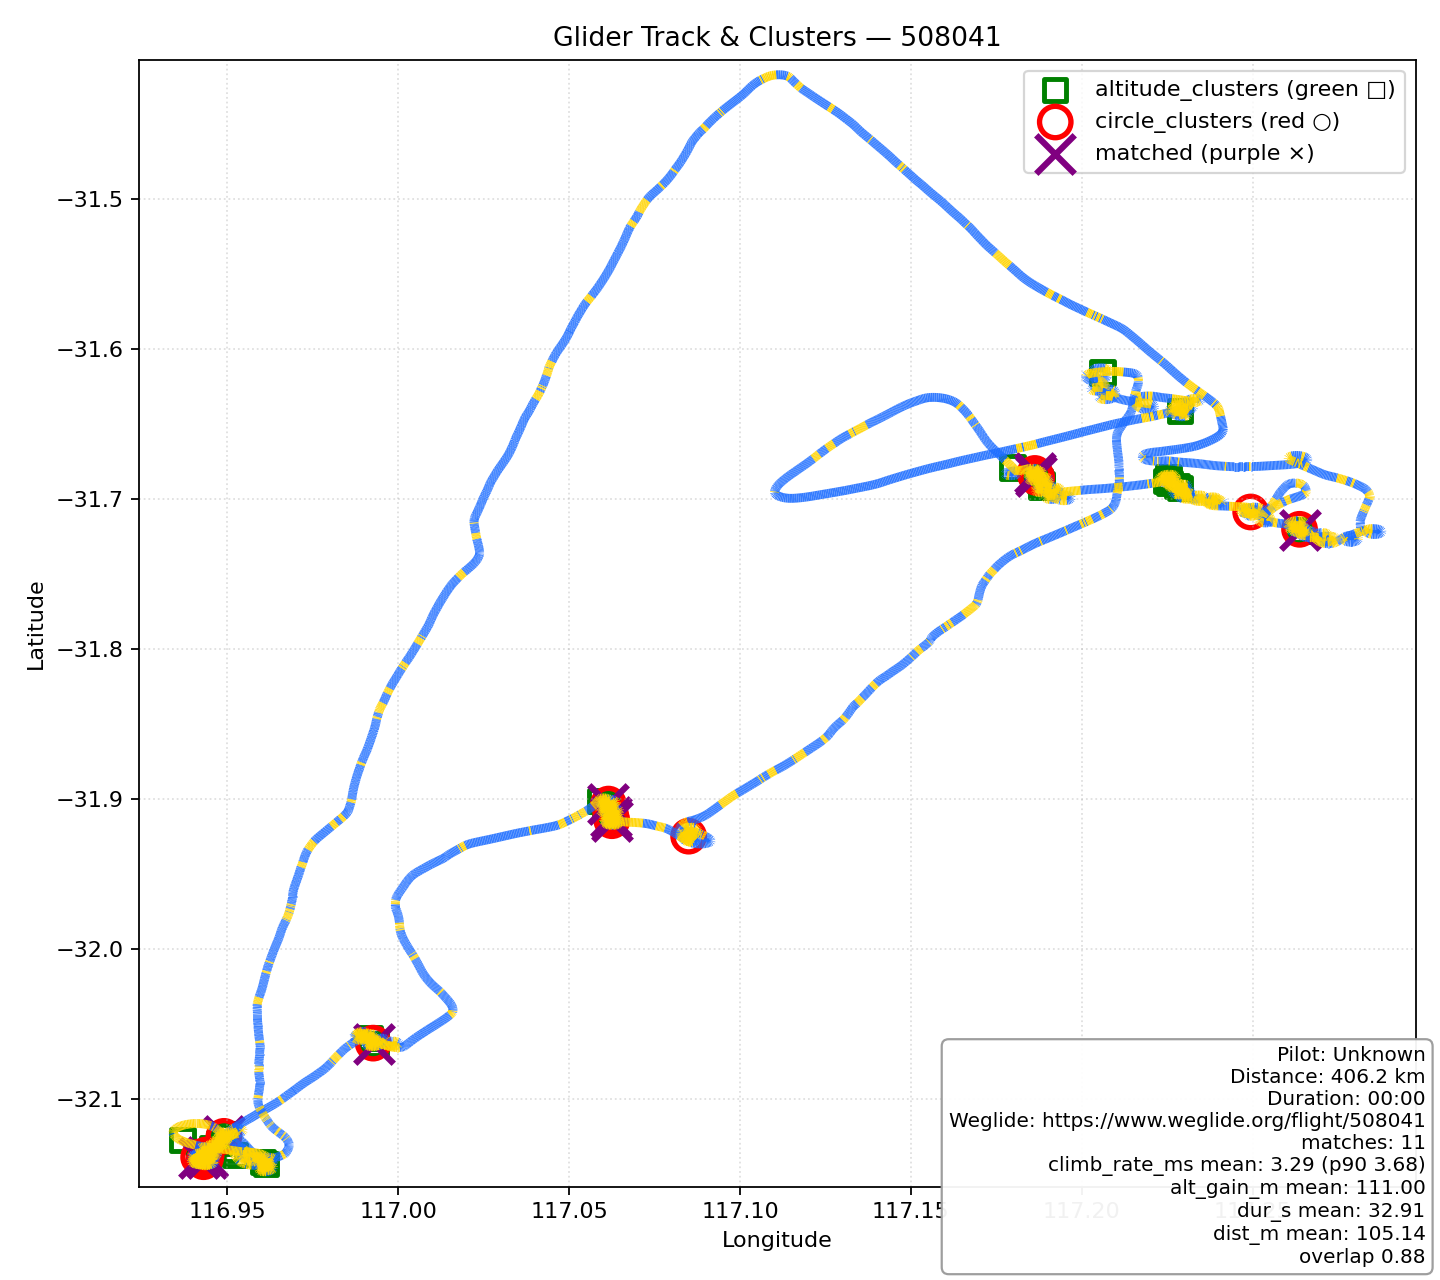 Glider Track & Clusters — 508041
altitude_clusters (green □)
circle_clusters (red ○)
matched (purple ×)
Latitude
−31.5
−31.6
−31.7
−31.8
−31.9
−32.0
−32.1
116.95
117.00
117.05
117.10
117.15
117.20
Longitude
Pilot: Unknown
Distance: 406.2 km
Duration: 00:00
Weglide: https://www.weglide.org/flight/508041
matches: 11
climb_rate_ms mean: 3.29 (p90 3.68)
alt_gain_m mean: 111.00
dur_s mean: 32.91
dist_m mean: 105.14
overlap 0.88